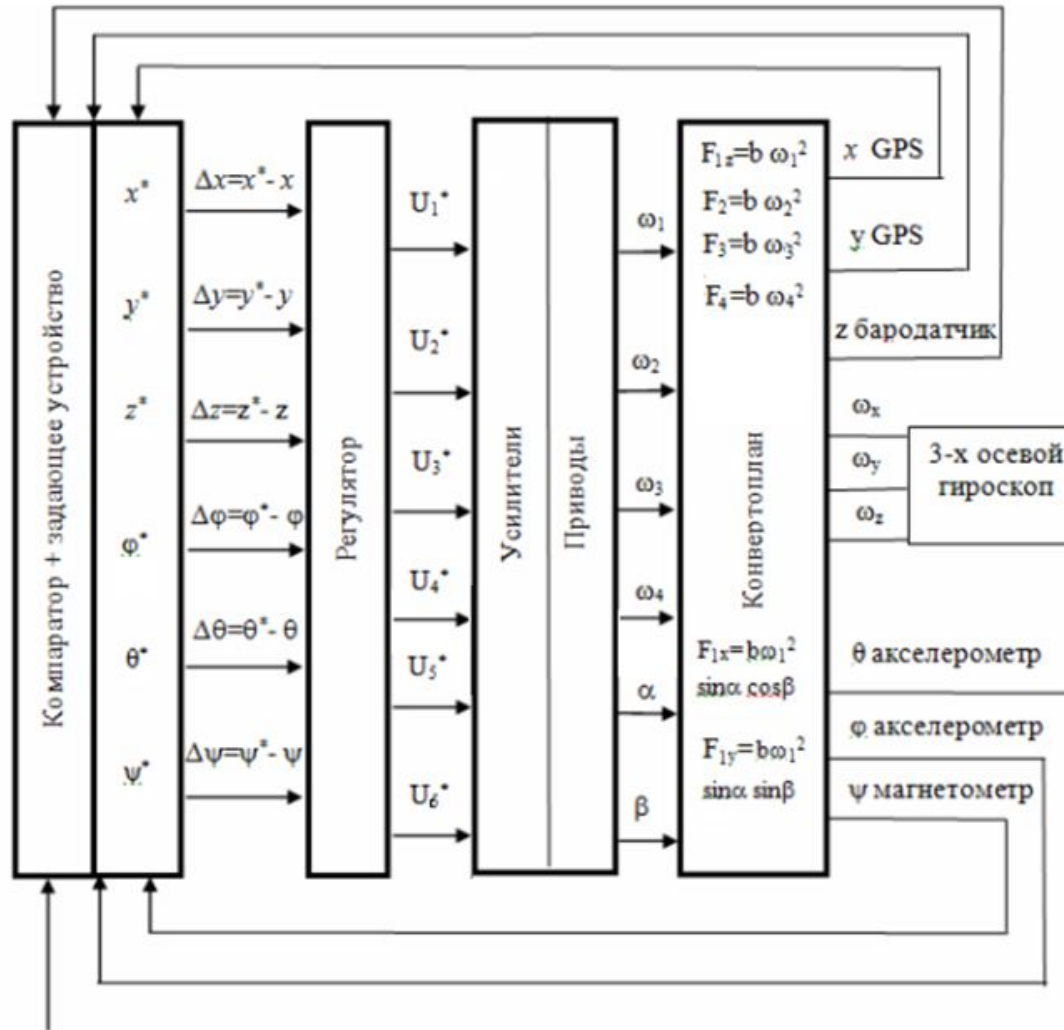 Компаратор + задающее устройство
x*
y*
z*
φ*
θ*
ψ*
Δx=x*- x
Δy=y*- y
Δz=z*- z
Δφ=φ*- φ
Δθ=θ*- θ
Δψ=ψ*- ψ
Регулятор
U₁*
U₂*
U₃*
U₄*
U₅*
U₆*
Усилители
Приводы
ω₁
ω₂
ω₃
ω₄
α
β
F₁z=b ω₁²
F₂=b ω₂²
F₃=b ω₃²
F₄=b ω₄²
Конвертоплан
F₁ₓ=bω₁²
sinα cosβ
F₁y=bω₁²
sinα sinβ
x GPS
y GPS
z бародатчик
ωₓ
ωy
ωz
3-х осевой
гироскоп
θ акселерометр
φ акселерометр
ψ магнетометр